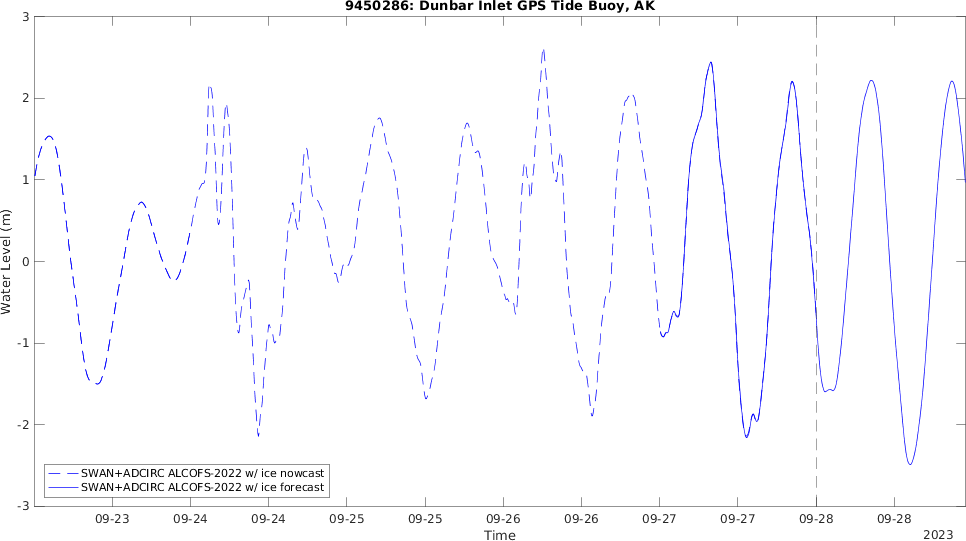 9450286: Dunbar Inlet GPS Tide Buoy, AK
3
2
1
0
-1
-2
-3
Water Level (m)
SWAN+ADCIRC ALCOFS-2022 w/ ice nowcast
SWAN+ADCIRC ALCOFS-2022 w/ ice forecast
09-23 09-24 09-24 09-25 09-25 09-26 09-26 09-27 09-27 09-28 09-28
Time
2023